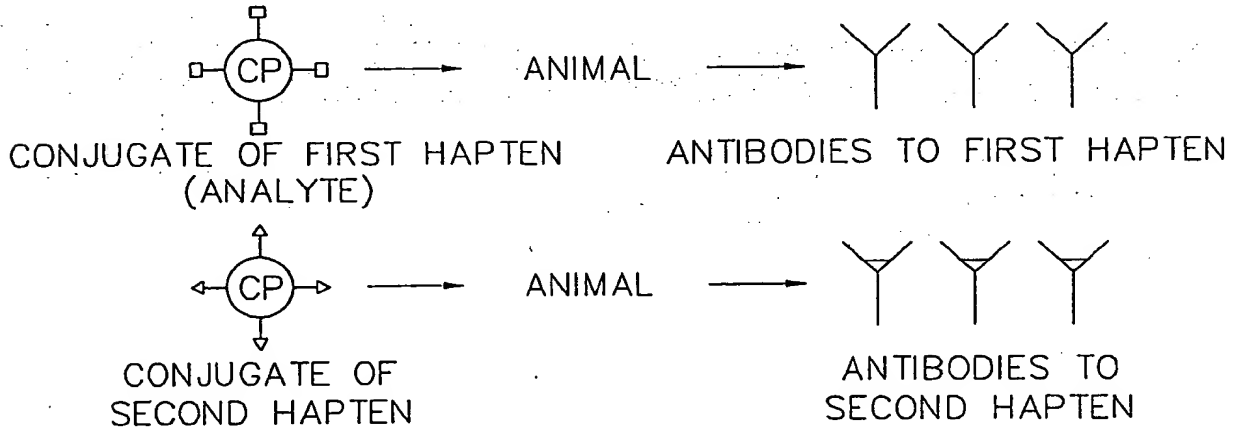 CP
ANIMAL
CONJUGATE OF FIRST HAPTEN
(ANALYTE)
ANTIBODIES TO FIRST HAPTEN
CP
ANIMAL
CONJUGATE OF
SECOND HAPTEN
ANTIBODIES TO
SECOND HAPTEN